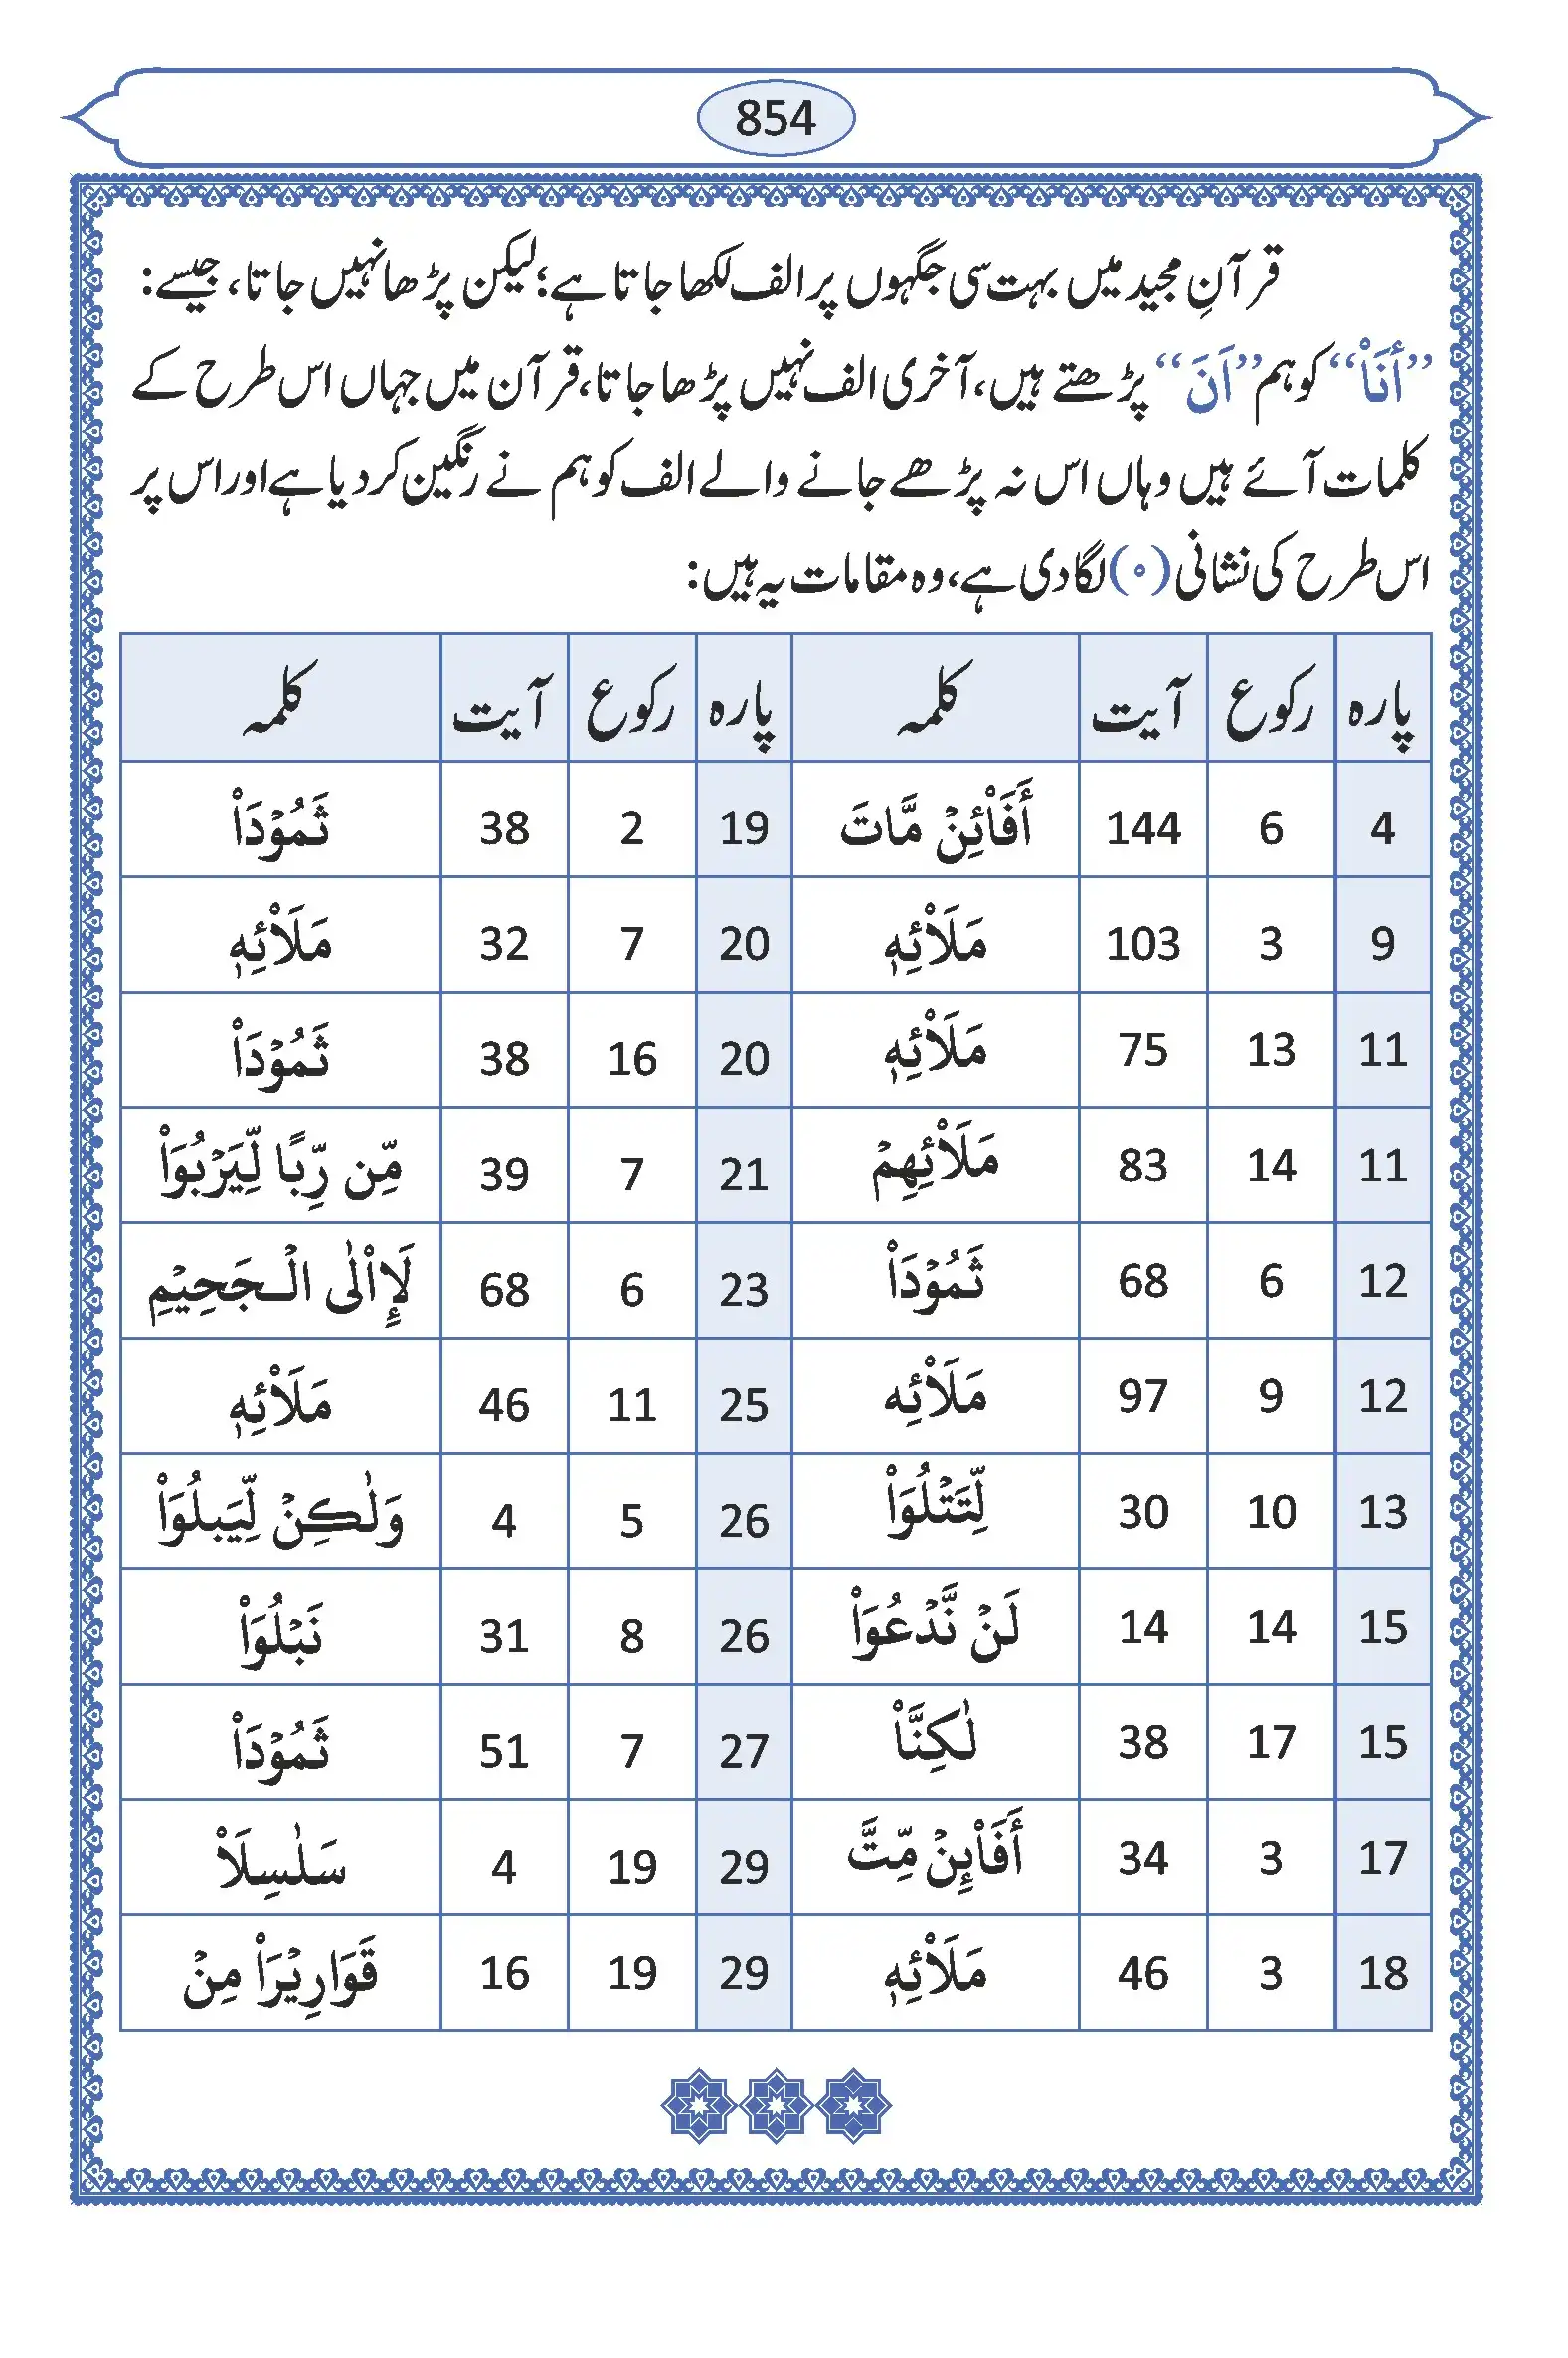 854
قرآنِ مجید میں بہت سی جگہوں پر الف لکھا جاتا ہے؛ لیکن پڑھا نہیں جاتا، جیسے:
”أَنَا۟“ کو ہم ”اَنَ“ پڑھتے ہیں، آخری الف نہیں پڑھا جاتا، قرآن میں جہاں اس طرح کے
کلمات آئے ہیں وہاں اس نہ پڑھے جانے والے الف کو ہم نے رنگین کر دیا ہے اور اس پر
اس طرح کی نشانی (۟) لگا دی ہے، وہ مقامات یہ ہیں:
پارہ رکوع آیت کلمہ پارہ رکوع آیت کلمہ
4 6 144 أَفَا۟ئِنْ مَّاتَ 19 2 38 ثَمُوْدَا۟
9 3 103 مَلَا۟ئِهٖ 20 7 32 مَلَا۟ئِهٖ
11 13 75 مَلَا۟ئِهٖ 20 16 38 ثَمُوْدَا۟
11 14 83 مَلَا۟ئِهِمْ 21 7 39 مِّن رِّبًا لِّيَرْبُوَا۟
12 6 68 ثَمُوْدَا۟ 23 6 68 لَإِا۟لٰى الْـجَحِيْمِ
12 9 97 مَلَا۟ئِه 25 11 46 مَلَا۟ئِهٖ
13 10 30 لِّتَتْلُوَا۟ 26 5 4 وَلٰكِنْ لِّيَبلُوَا۟
15 14 14 لَنْ نَّدْعُوَا۟ 26 8 31 نَبْلُوَا۟
15 17 38 لٰكِنَّا۟ 27 7 51 ثَمُوْدَا۟
17 3 34 أَفَا۟ئِنْ مِّتَّ 29 19 4 سَلٰسِلَا۟
18 3 46 مَلَا۟ئِهٖ 29 19 16 قَوَارِيْرَا۟ مِنْ